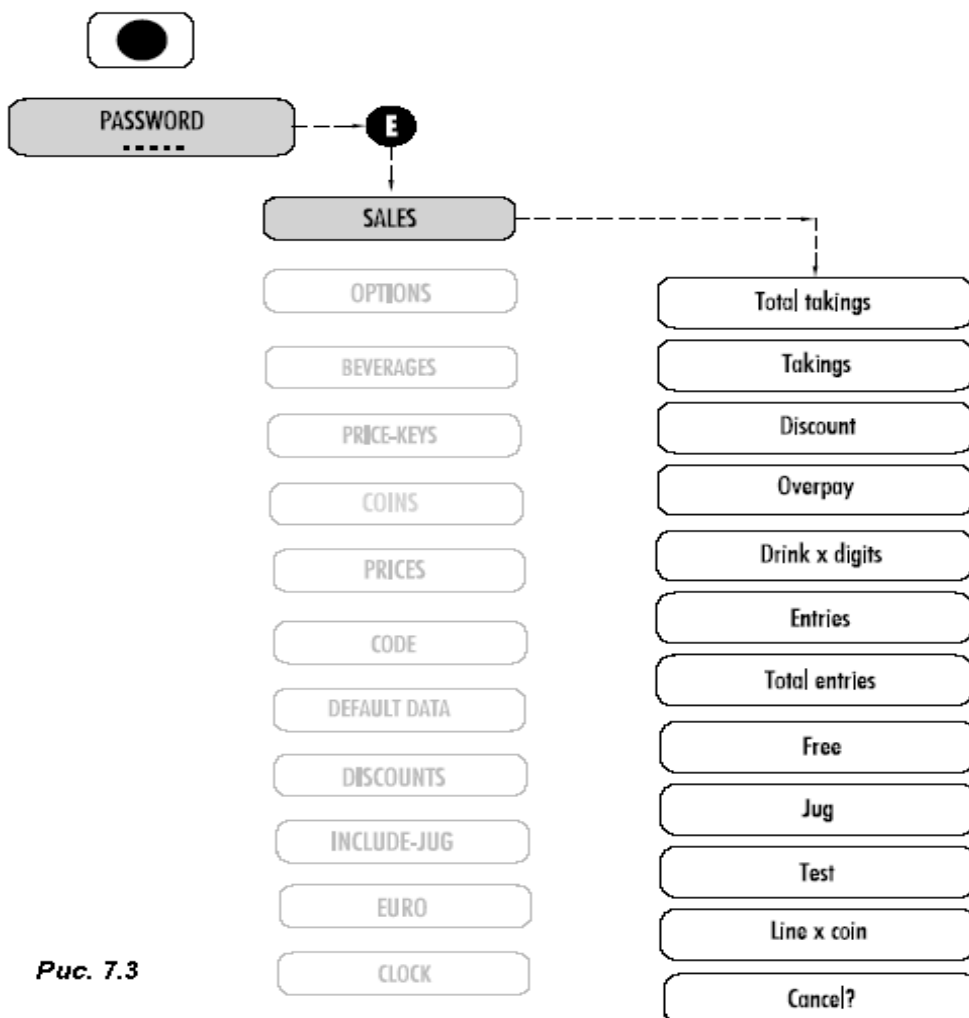 PASSWORD
E
SALES
OPTIONS
BEVERAGES
PRICE-KEYS
COINS
PRICES
CODE
DEFAULT DATA
DISCOUNTS
INCLUDE-JUG
EURO
CLOCK
Total takings
Takings
Discount
Overpay
Drink x digits
Entries
Total entries
Free
Jug
Test
Line x coin
Cancel?
Рис. 7.3